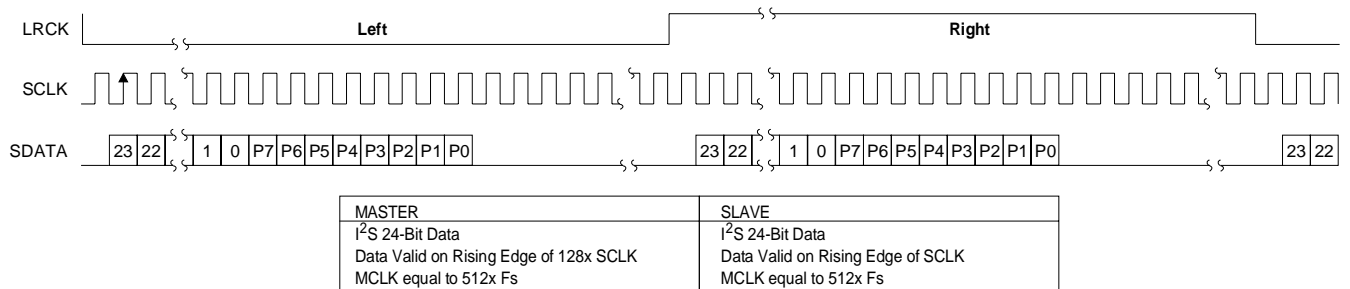 LRCK Left Right
SCLK
SDATA 23 22 1 0 P7 P6 P5 P4 P3 P2 P1 P0 23 22 1 0 P7 P6 P5 P4 P3 P2 P1 P0 23 22
MASTER SLAVE
I²S 24-Bit Data I²S 24-Bit Data
Data Valid on Rising Edge of 128x SCLK Data Valid on Rising Edge of SCLK
MCLK equal to 512x Fs MCLK equal to 512x Fs